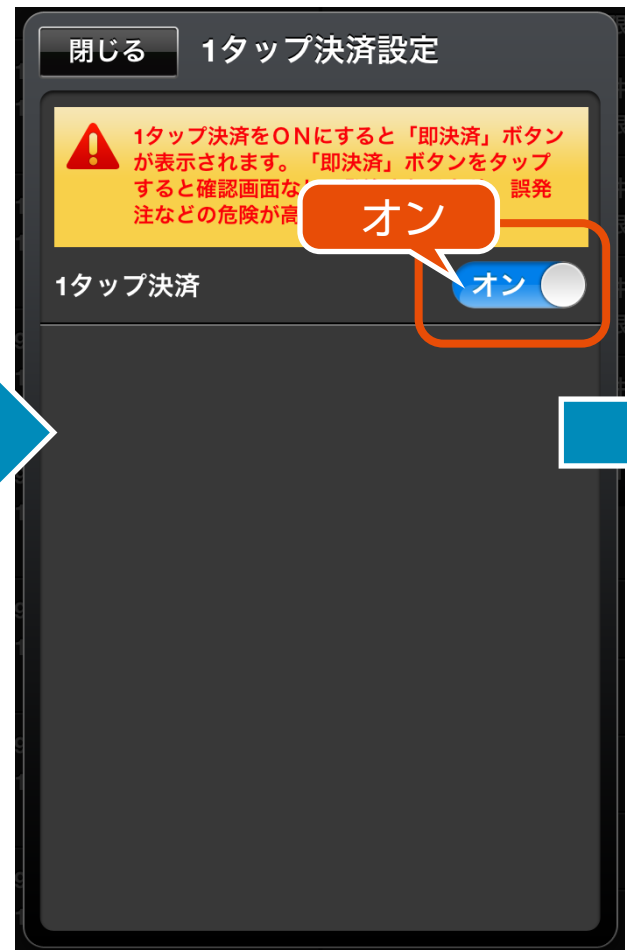 閉じる
1タップ決済設定
1タップ決済をONにすると「即決済」ボタン
が表示されます。「即決済」ボタンをタップ
すると確認画面な 誤発
注などの危険が高
オン
1タップ決済
オン